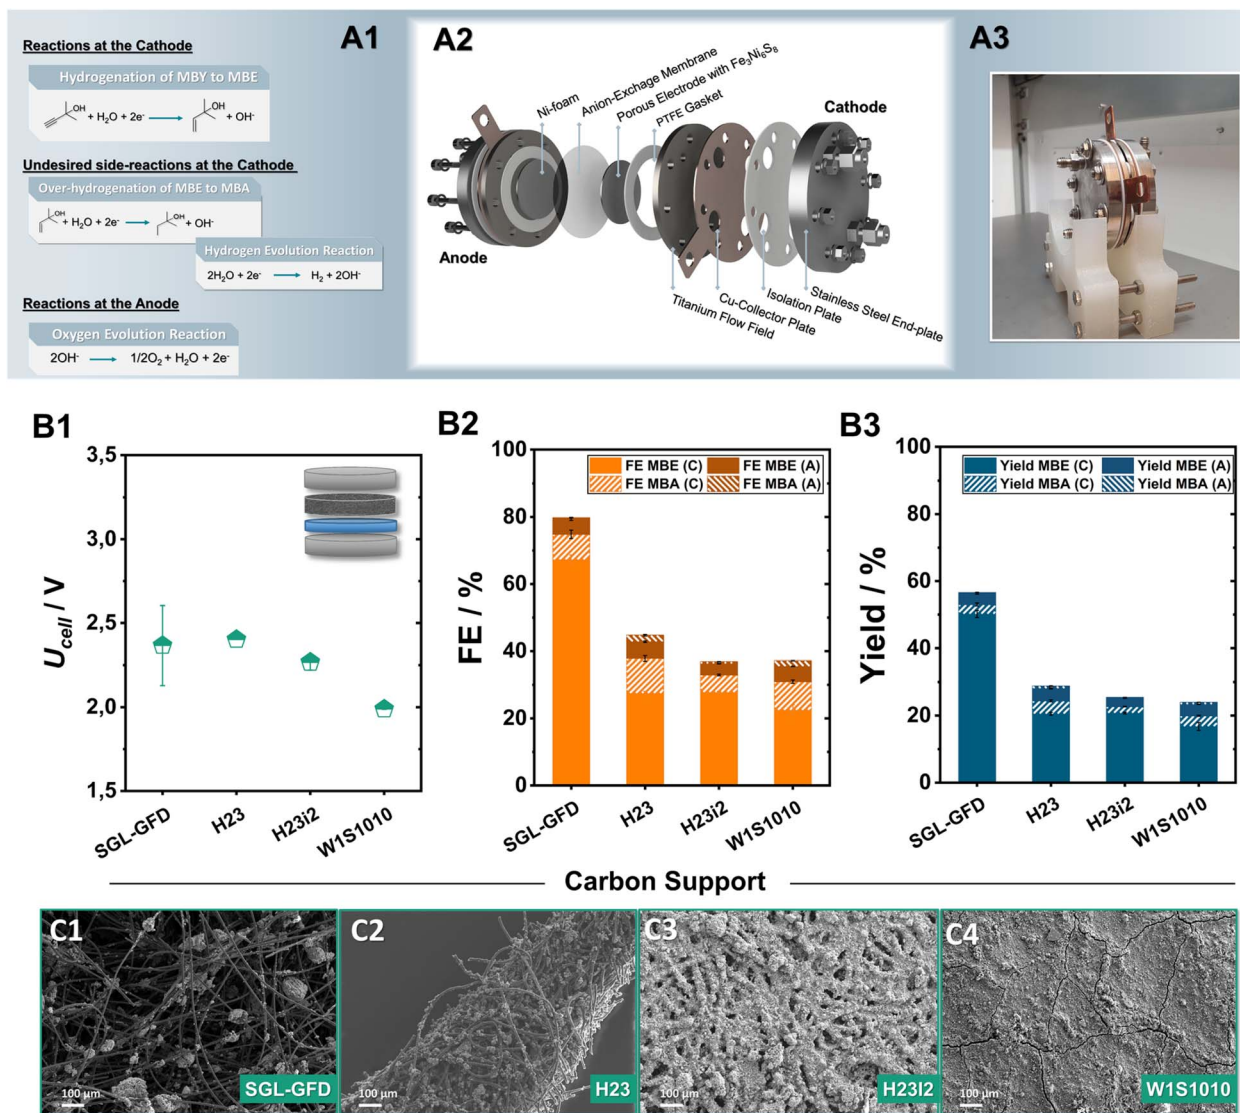 A1
Reactions at the Cathode
Hydrogenation of MBY to MBE
OH + H₂O + 2e⁻ OH + OH⁻
Undesired side-reactions at the Cathode
Over-hydrogenation of MBE to MBA
OH + H₂O + 2e⁻ OH + OH⁻
Hydrogen Evolution Reaction
2H₂O + 2e⁻ H₂ + 2OH⁻
Reactions at the Anode
Oxygen Evolution Reaction
2OH⁻ 1/2O₂ + H₂O + 2e⁻
A2
Ni-foam
Anion-Exchage Membrane
Porous Electrode with Fe₃Ni₆S₈
PTFE Gasket
Cathode
Anode
Titanium Flow Field
Cu-Collector Plate
Isolation Plate
Stainless Steel End-plate
A3
B1
U_cell / V
3,5
3,0
2,5
2,0
1,5
SGL-GFD
H23
H23i2
W1S1010
B2
FE / %
100
80
60
40
20
0
FE MBE (C) FE MBE (A)
FE MBA (C) FE MBA (A)
SGL-GFD
H23
H23i2
W1S1010
B3
Yield / %
100
80
60
40
20
0
Yield MBE (C) Yield MBE (A)
Yield MBA (C) Yield MBA (A)
SGL-GFD
H23
H23i2
W1S1010
Carbon Support
C1
100 µm
SGL-GFD
C2
100 µm
H23
C3
100 µm
H23I2
C4
100 µm
W1S1010